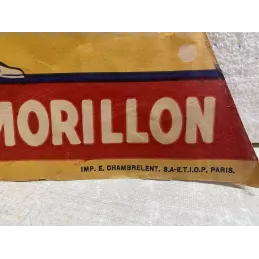 MORILLON
IMP. E. CHAMBRELENT. S.A-E.T.I.O.P. PARIS.